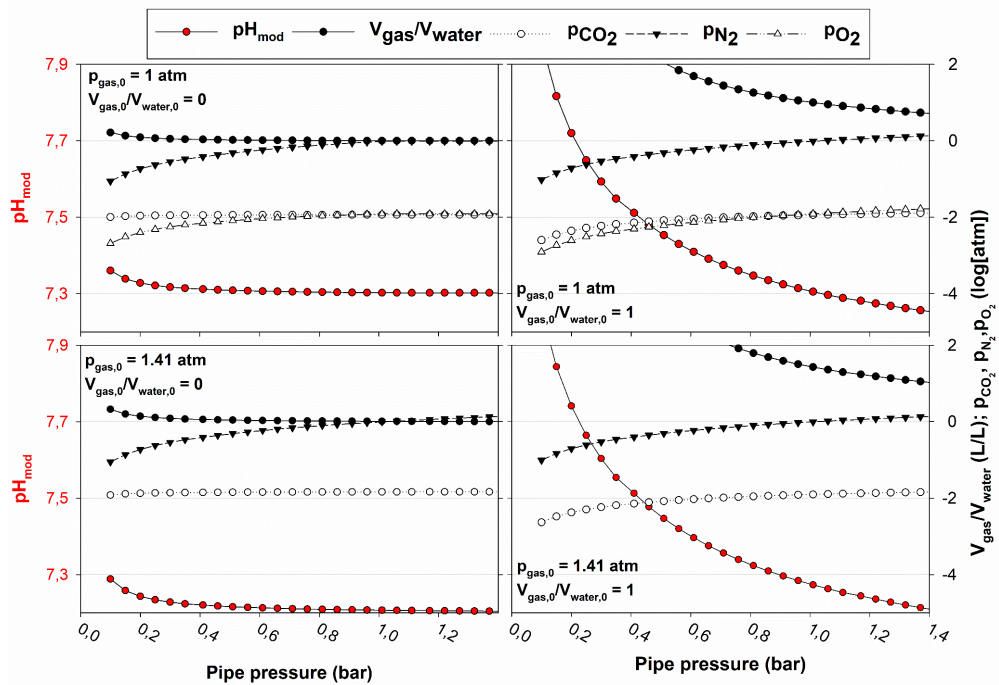 pHmod Vgas/Vwater pCO2 pN2 pO2
7,9
7,7
7,5
7,3
pHmod
pgas,0 = 1 atm
Vgas,0/Vwater,0 = 0
pgas,0 = 1 atm
Vgas,0/Vwater,0 = 1
2
0
-2
-4
7,9
7,7
7,5
7,3
pHmod
pgas,0 = 1.41 atm
Vgas,0/Vwater,0 = 0
pgas,0 = 1.41 atm
Vgas,0/Vwater,0 = 1
2
0
-2
-4
Vgas/Vwater (L/L); pCO2, pN2,pO2 (log[atm])
0,0 0,2 0,4 0,6 0,8 1,0 1,2
0,0 0,2 0,4 0,6 0,8 1,0 1,2 1,4
Pipe pressure (bar) Pipe pressure (bar)